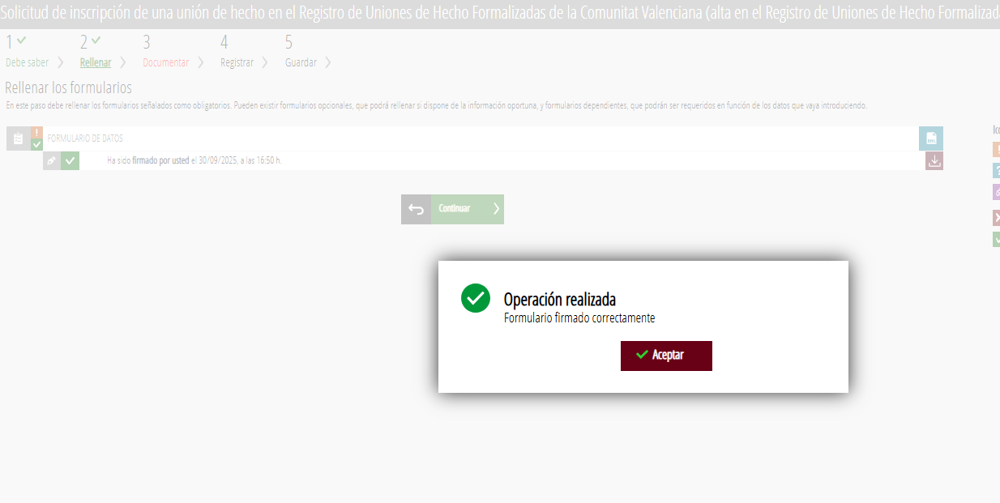 Solicitud de inscripción de una unión de hecho en el Registro de Uniones de Hecho Formalizadas de la Comunitat Valenciana (alta en el Registro de Uniones de Hecho
1 2 3 4 5
Debe saber Rellenar Documentar Registrar Guardar
Rellenar los formularios
En este paso debe rellenar los formularios señalados como obligatorios. Pueden existir formularios opcionales, que podrá rellenar si dispone de la información oportuna, y formularios dependientes, que podrán ser requeridos en función de los datos que vaya introduciendo.
FORMULARIO DE DATOS
Ha sido firmado por usted el 30/09/2025, a las 16:50 h.
Continuar
Operación realizada
Formulario firmado correctamente
Aceptar